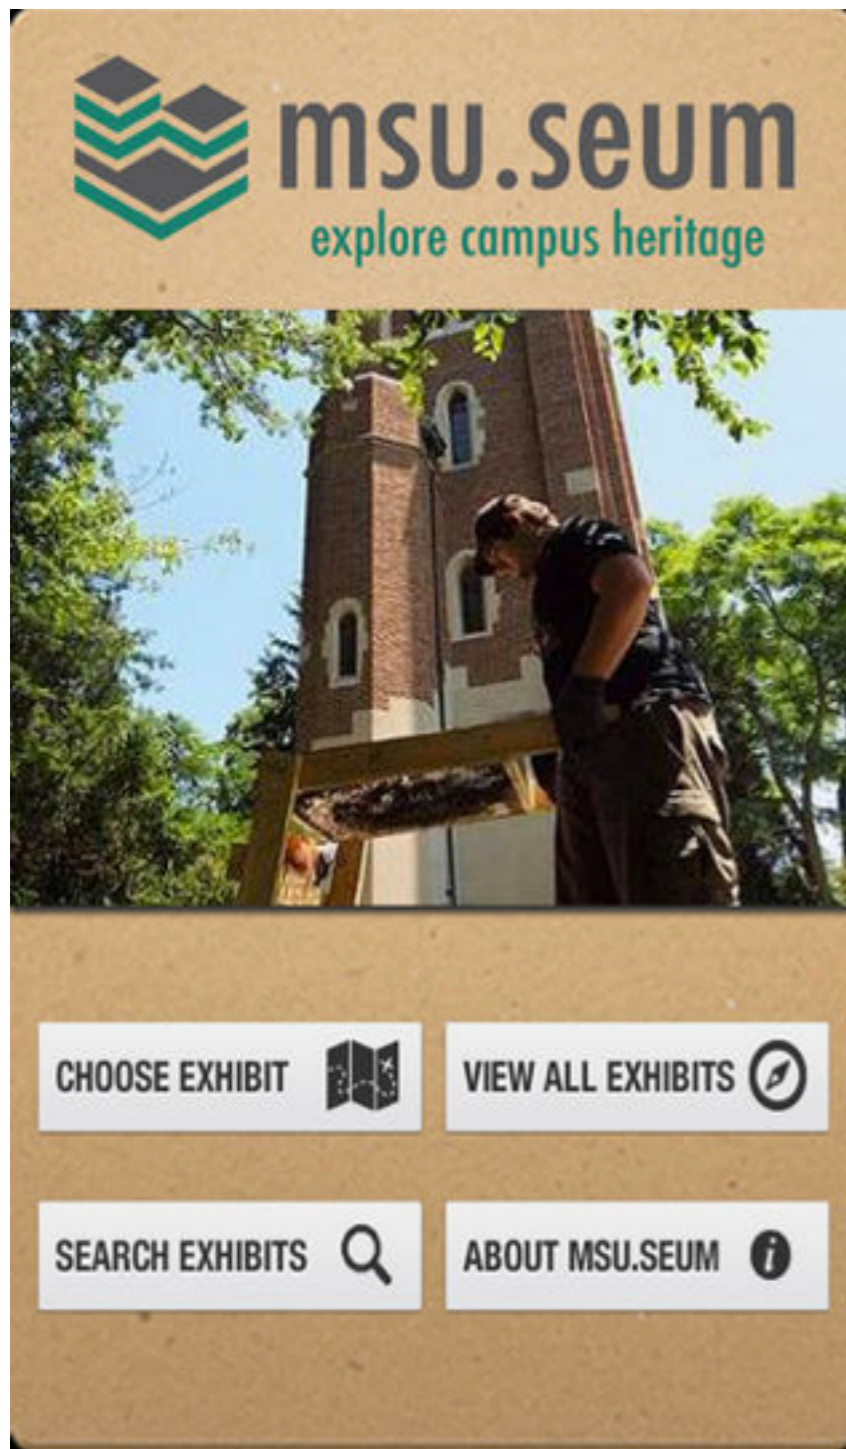 msu.seum
explore campus heritage
CHOOSE EXHIBIT
VIEW ALL EXHIBITS
SEARCH EXHIBITS
ABOUT MSU.SEUM